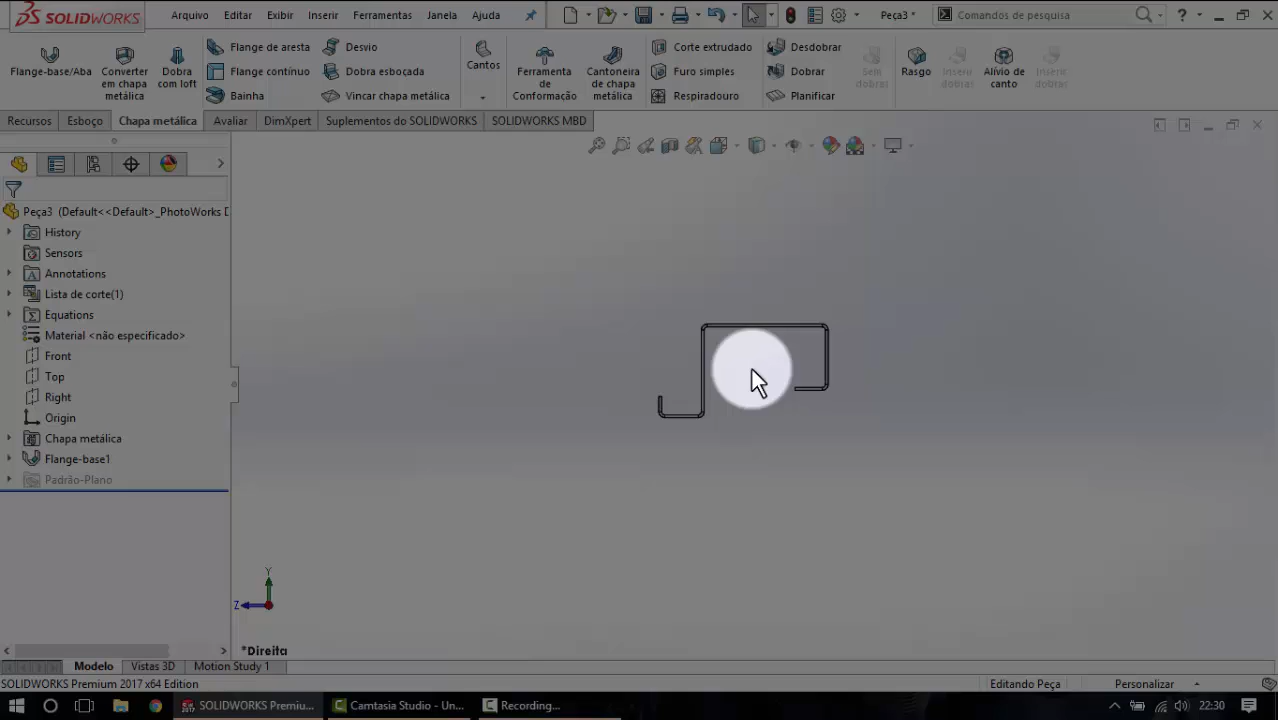 SOLIDWORKS
Arquivo
Editar
Exibir
Inserir
Ferramentas
Janela
Ajuda
Peça3 *
Comandos de pesquisa
?
Flange-base/Aba
Converter em chapa metálica
Dobra com loft
Flange de aresta
Flange contínuo
Bainha
Desvio
Dobra esboçada
Vincar chapa metálica
Cantos
Ferramenta de Conformação
Cantoneira de chapa metálica
Corte extrudado
Furo simples
Respiradouro
Desdobrar
Dobrar
Planificar
Sem dobras
Rasgo
Inserir dobras
Alívio de canto
Inserir dobras
Recursos
Esboço
Chapa metálica
Avaliar
DimXpert
Suplementos do SOLIDWORKS
SOLIDWORKS MBD
Peça3 (Default<<Default>_PhotoWorks D
History
Sensors
Annotations
Lista de corte(1)
Equations
Material <não especificado>
Front
Top
Right
Origin
Chapa metálica
Flange-base1
Padrão-Plano
Y
Z
*Direita
Modelo
Vistas 3D
Motion Study 1
SOLIDWORKS Premium 2017 x64 Edition
Editando Peça
Personalizar
SOLIDWORKS Premiu...
Camtasia Studio - Un...
Recording...
22:30